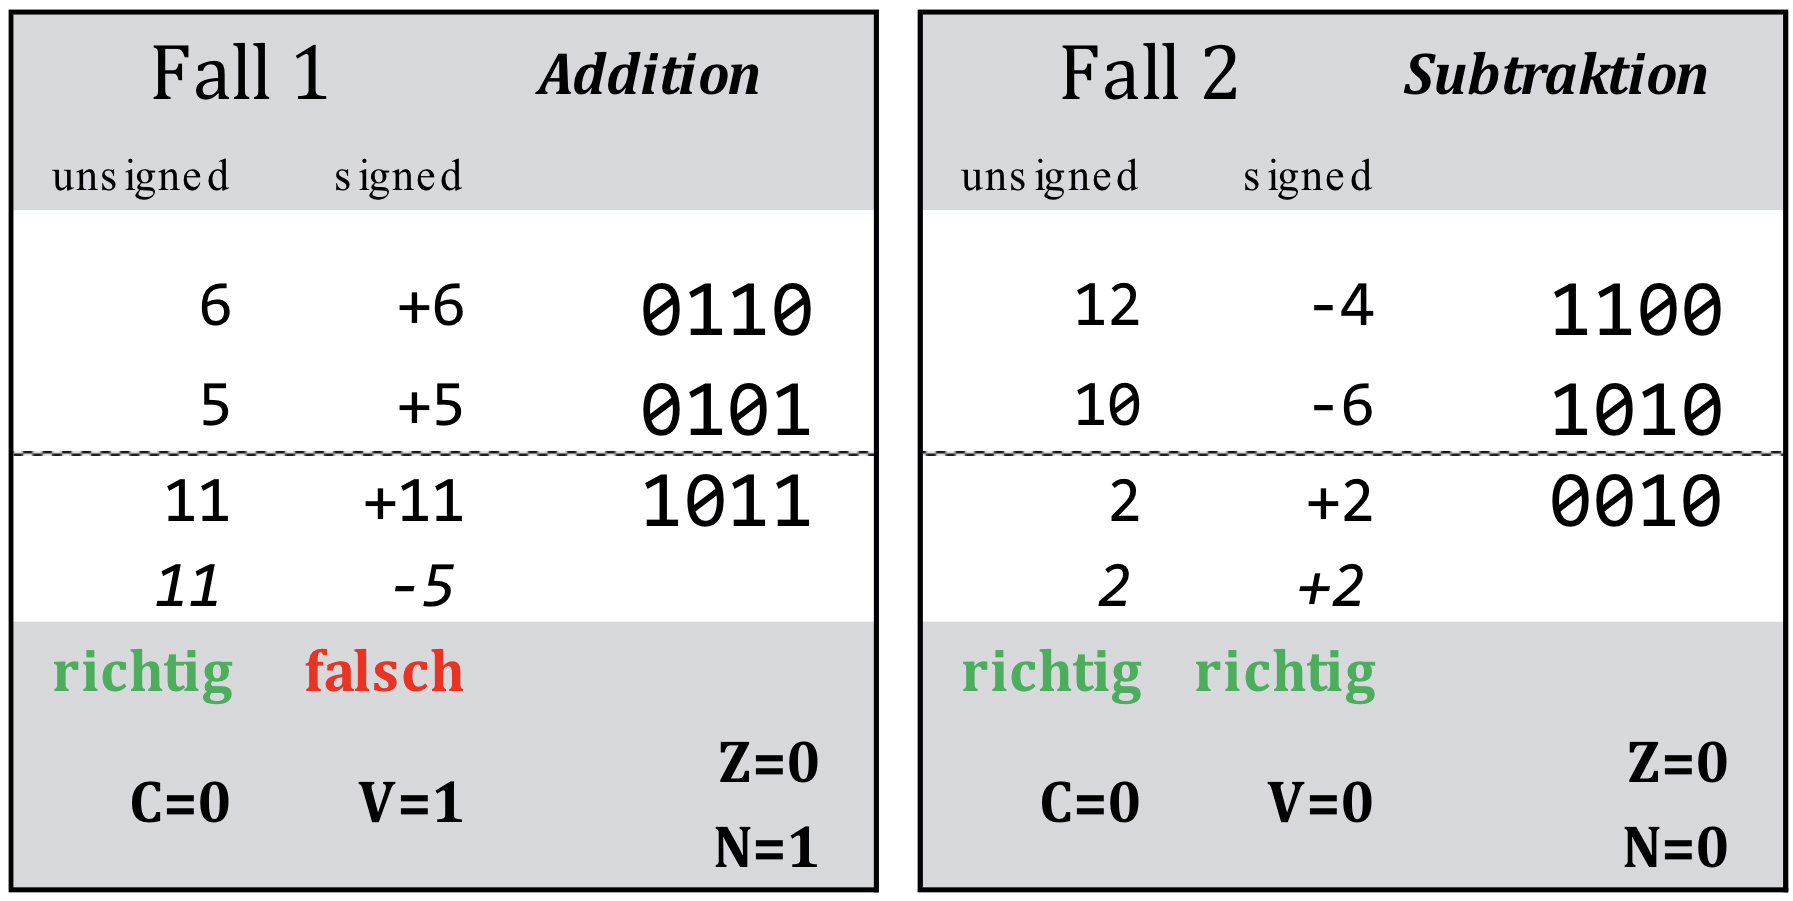 Fall 1 Addition
unsigned signed
6 +6 0110
5 +5 0101
11 +11 1011
11 -5
richtig falsch
C=0 V=1 Z=0
N=1
Fall 2 Subtraktion
unsigned signed
12 -4 1100
10 -6 1010
2 +2 0010
2 +2
richtig richtig
C=0 V=0 Z=0
N=0